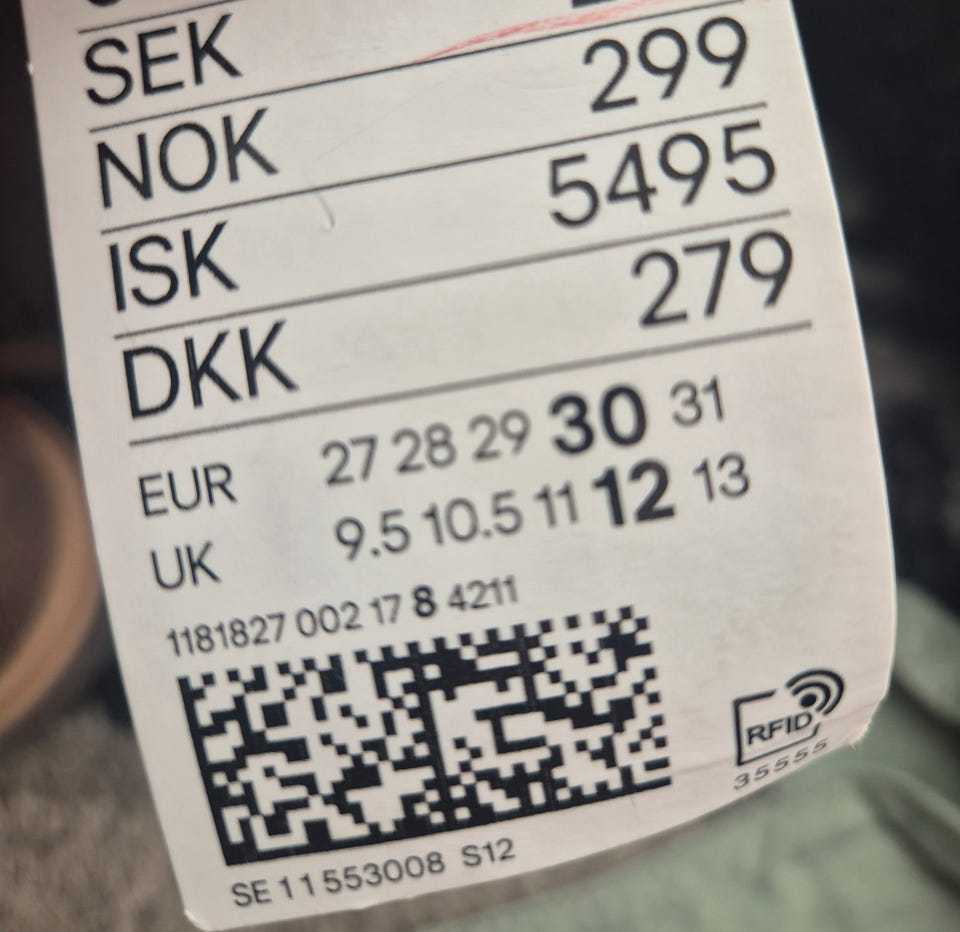 SEK
NOK 299
ISK 5495
DKK 279
EUR 27 28 29 30 31
UK 9.5 10.5 11 12 13
1181827 002 17 8 4211
RFID
35555
SE 11553008 S12